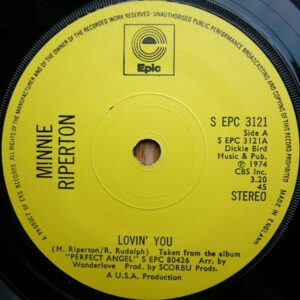 ALL RIGHTS OF THE MANUFACTURER AND OF THE OWNER OF THE RECORDED WORK RESERVED UNAUTHORISED PUBLIC PERFORMANCE BROADCASTING AND COPYING OF THIS RECORD PROHIBITED
MADE IN ENGLAND
A PRODUCT OF CBS RECORDS
Epic
MINNIE
RIPERTON
S EPC 3121
Side A
S EPC 3121A
Dickie Bird
Music & Pub.
℗ 1974
CBS Inc.
3.20
45
STEREO
LOVIN' YOU
(M. Riperton/R. Rudolph) Taken from the album
"PERFECT ANGEL" S EPC 80426 Arr. by
Wonderlove Prod. by SCORBU Prods.
A U.S.A. Product